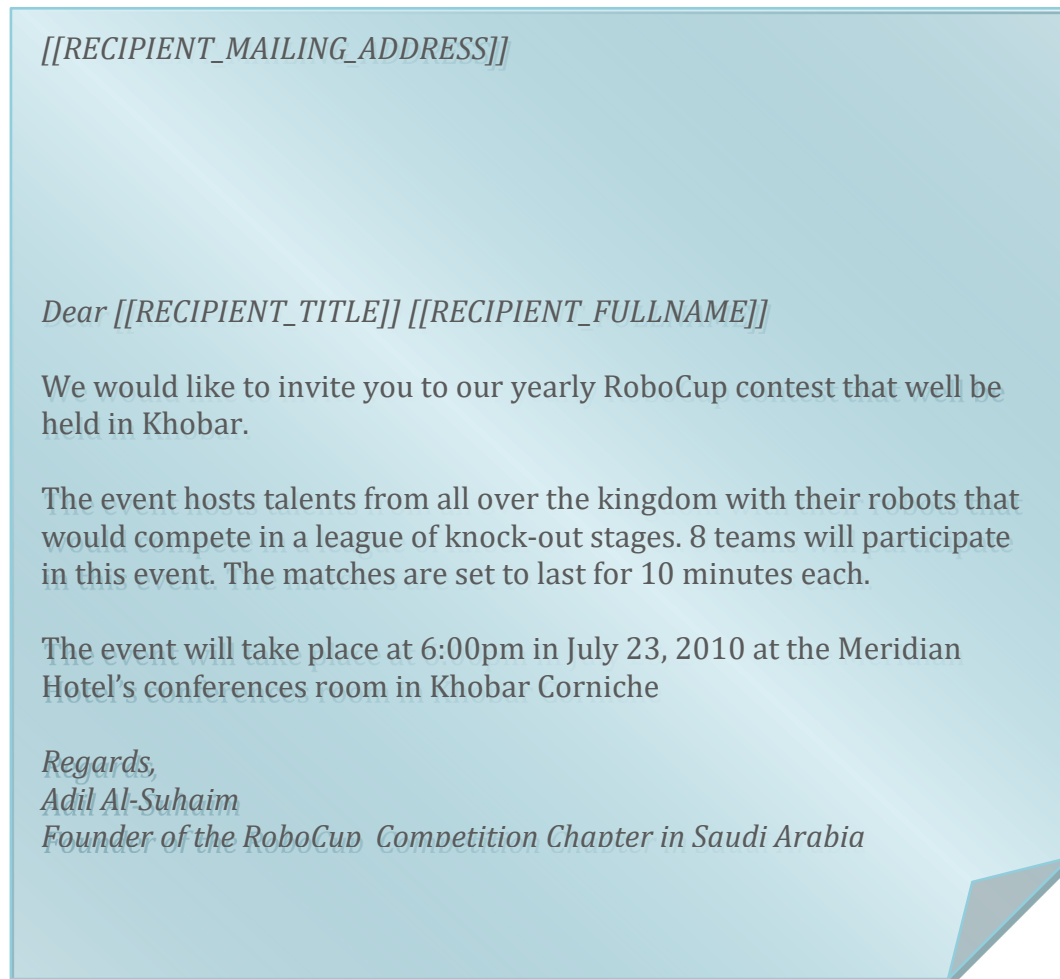 [[RECIPIENT_MAILING_ADDRESS]]
Dear [[RECIPIENT_TITLE]] [[RECIPIENT_FULLNAME]]
We would like to invite you to our yearly RoboCup contest that well be
held in Khobar.
The event hosts talents from all over the kingdom with their robots that
would compete in a league of knock-out stages. 8 teams will participate
in this event. The matches are set to last for 10 minutes each.
The event will take place at 6:00pm in July 23, 2010 at the Meridian
Hotel's conferences room in Khobar Corniche
Regards,
Adil Al-Suhaim
Founder of the RoboCup  Competition Chapter in Saudi Arabia